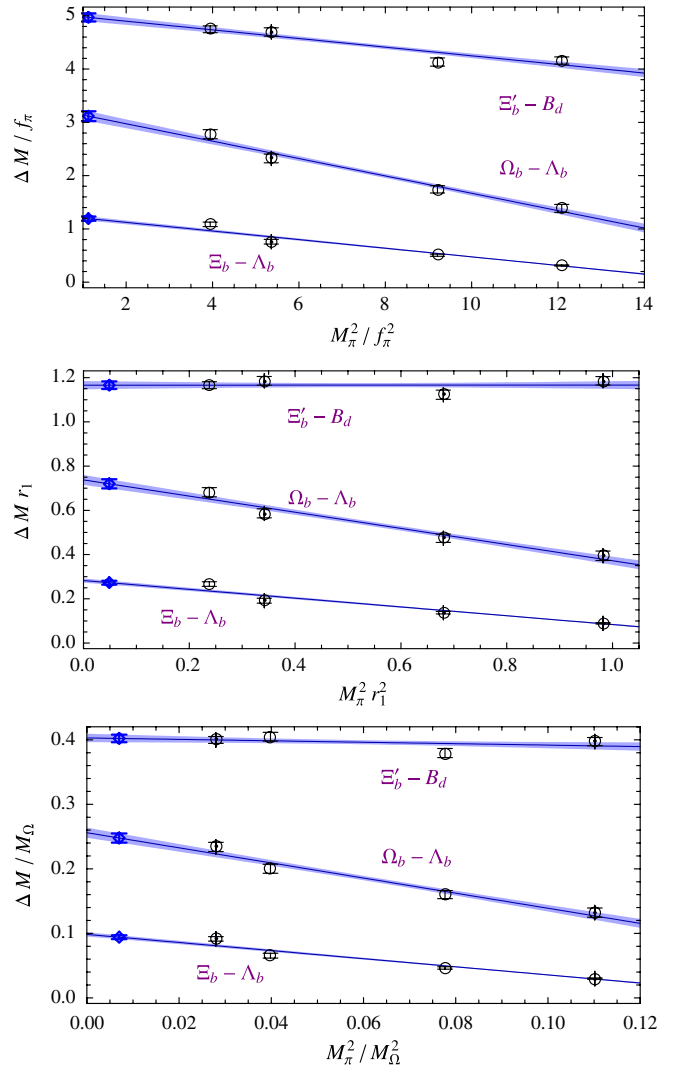 5
4
3
2
1
0
Δ M / f_π
Ξ′_b − B_d
Ω_b − Λ_b
Ξ_b − Λ_b
2 4 6 8 10 12 14
M_π^2 / f_π^2
1.2
1.0
0.8
0.6
0.4
0.2
0.0
Δ M r_1
Ξ′_b − B_d
Ω_b − Λ_b
Ξ_b − Λ_b
0.0 0.2 0.4 0.6 0.8 1.0
M_π^2 r_1^2
0.4
0.3
0.2
0.1
0.0
Δ M / M_Ω
Ξ′_b − B_d
Ω_b − Λ_b
Ξ_b − Λ_b
0.00 0.02 0.04 0.06 0.08 0.10 0.12
M_π^2 / M_Ω^2